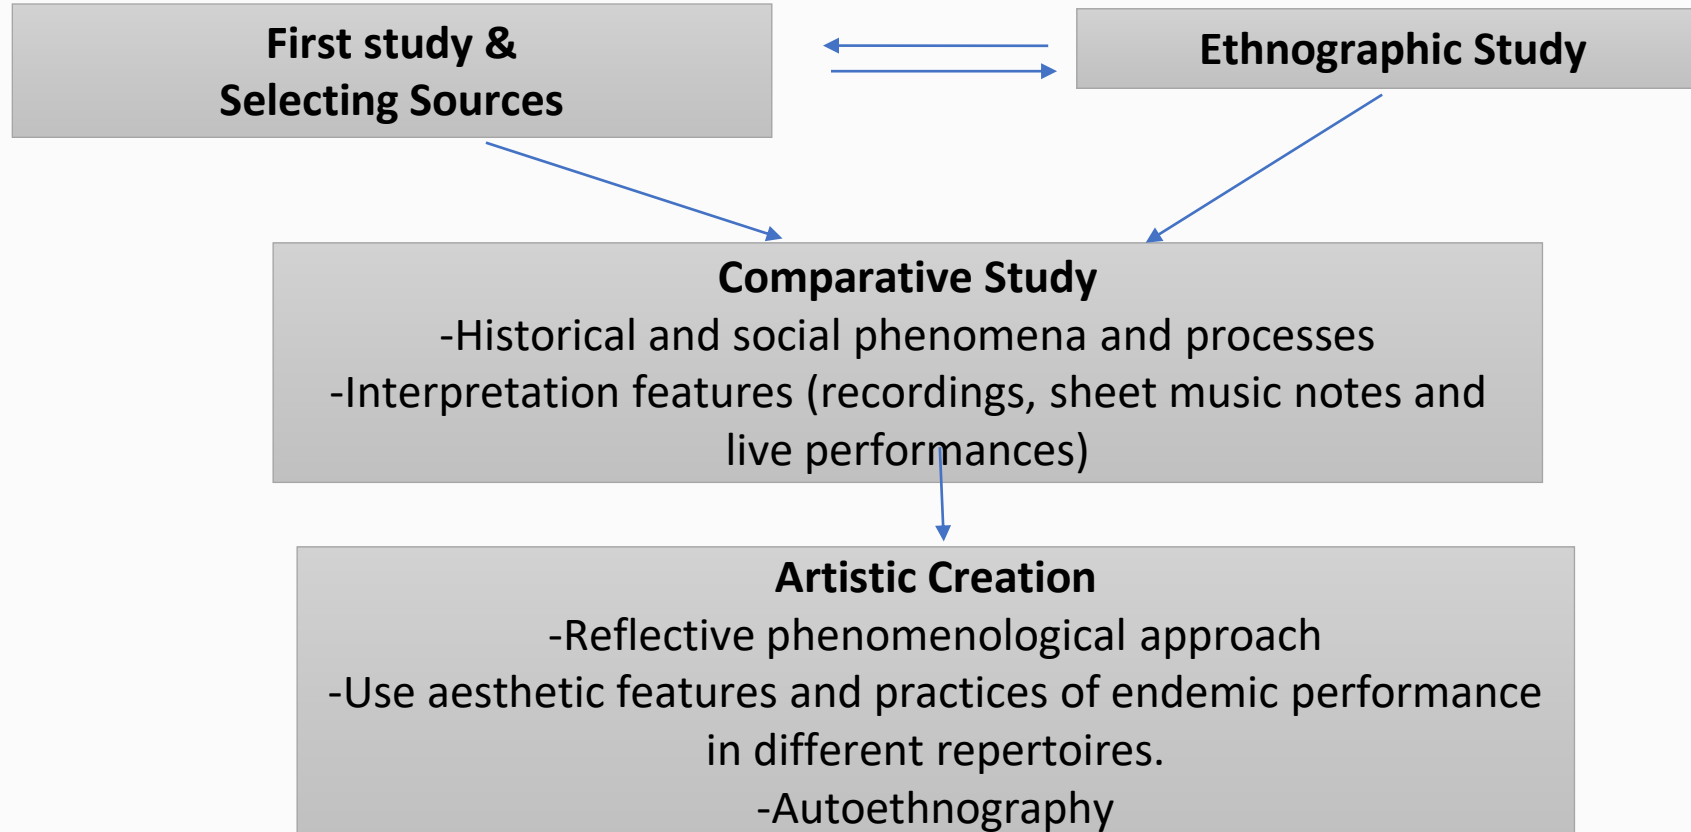 First study &
Selecting Sources
Ethnographic Study
Comparative Study
-Historical and social phenomena and processes
-Interpretation features (recordings, sheet music notes and
live performances)
Artistic Creation
-Reflective phenomenological approach
-Use aesthetic features and practices of endemic performance
in different repertoires.
-Autoethnography